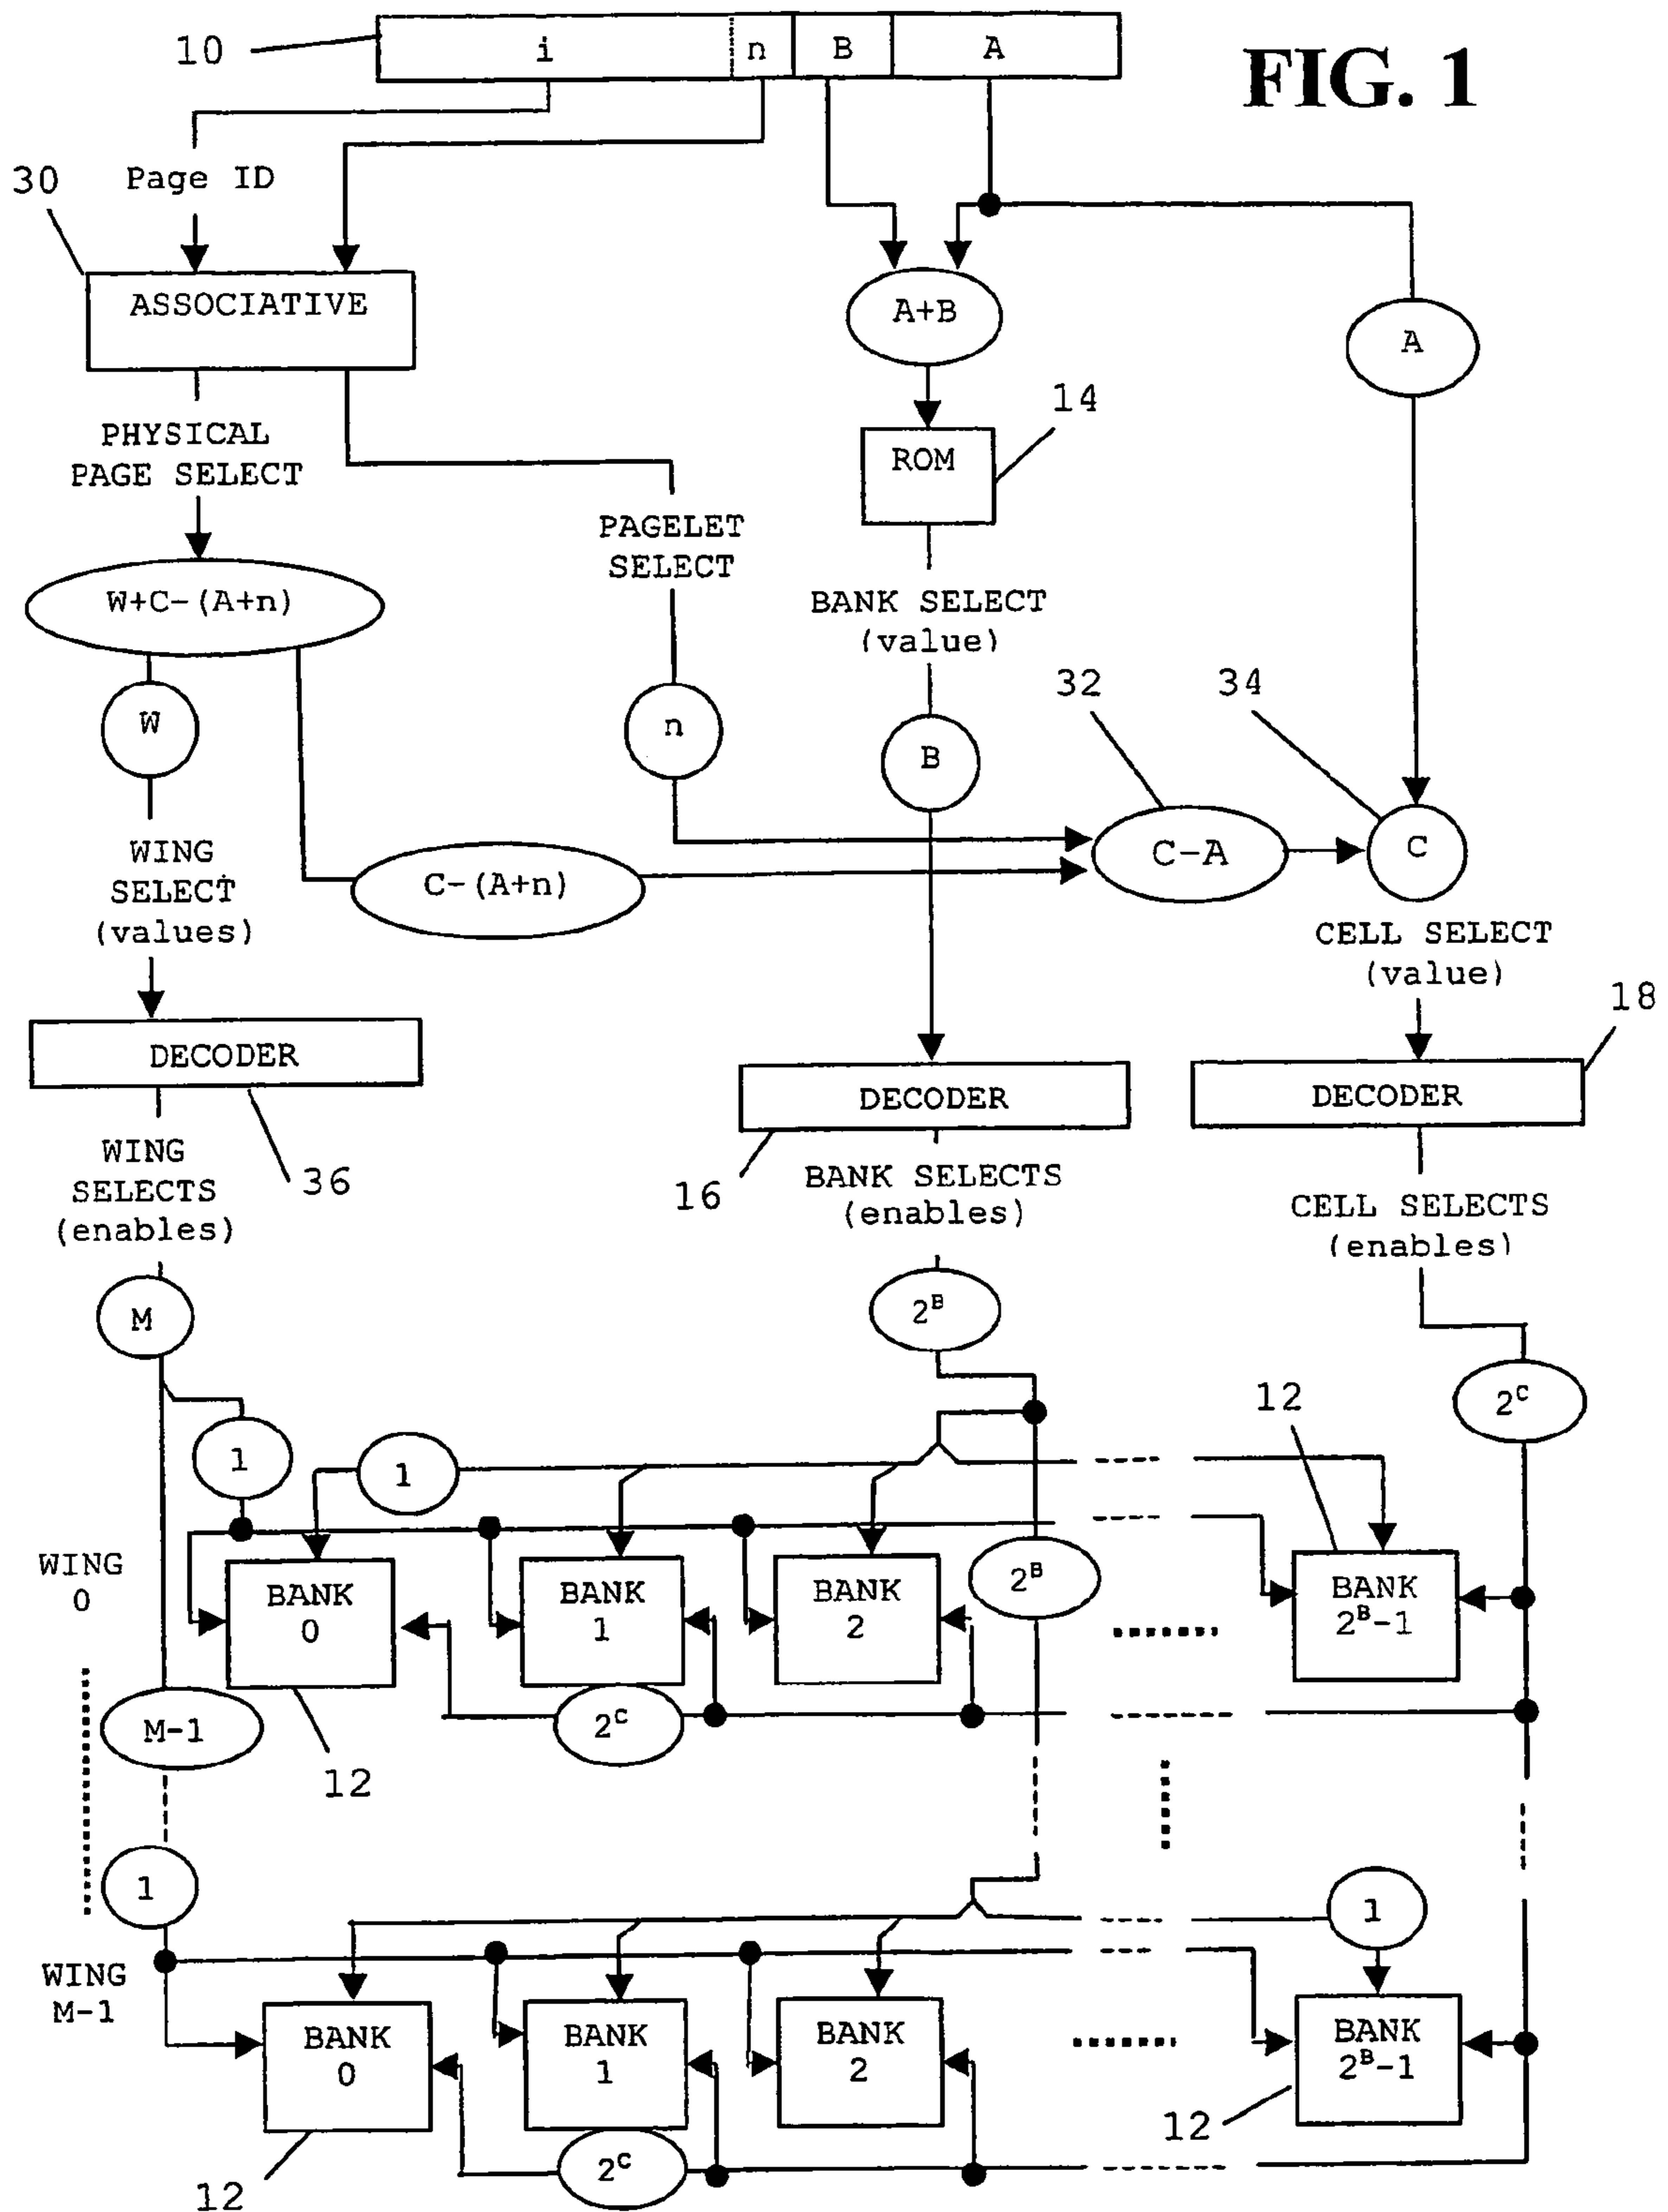 FIG. 1
10
i
n
B
A
30
Page ID
ASSOCIATIVE
A+B
A
14
ROM
PHYSICAL
PAGE SELECT
PAGELET
SELECT
W+C-(A+n)
BANK SELECT
(value)
32
34
W
n
B
C-A
C
WING
SELECT
(values)
C-(A+n)
CELL SELECT
(value)
18
DECODER
DECODER
DECODER
WING
SELECTS
(enables)
36
16
BANK SELECTS
(enables)
CELL SELECTS
(enables)
M
2ᴮ
2ᶜ
12
1
1
WING
0
BANK
0
BANK
1
BANK
2
2ᴮ
BANK
2ᴮ-1
M-1
12
2ᶜ
1
1
WING
M-1
BANK
0
BANK
1
BANK
2
BANK
2ᴮ-1
12
2ᶜ
12